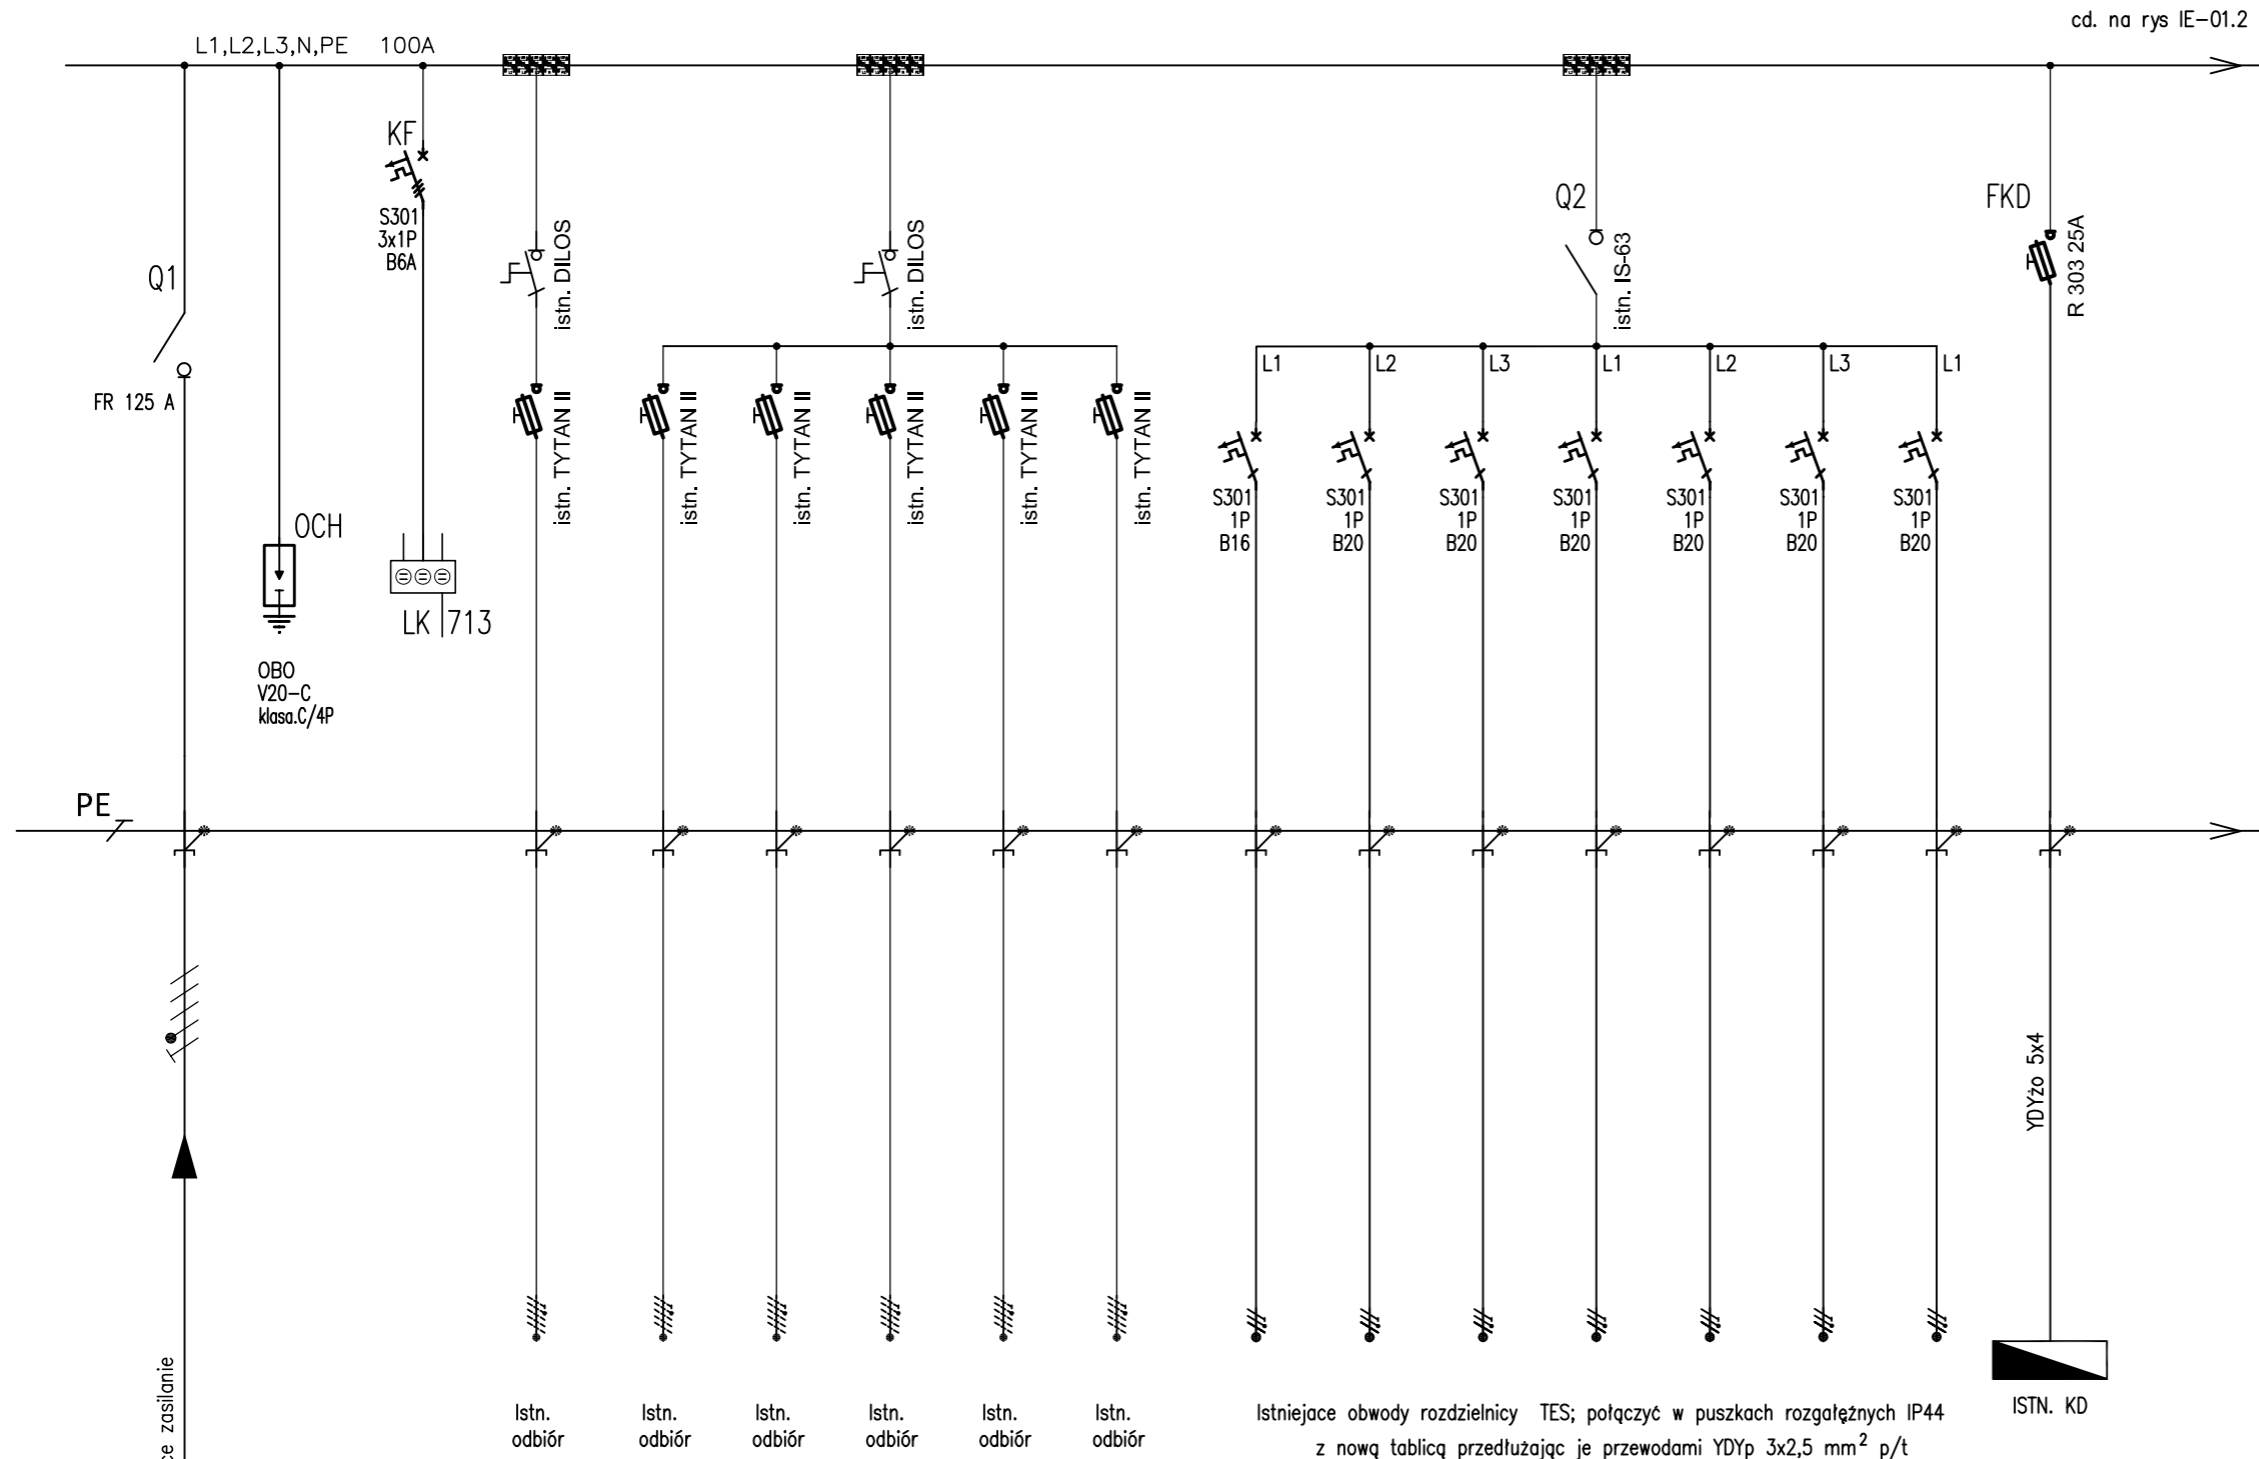 cd. na rys IE-01.2
L1,L2,L3,N,PE 100A
KF
S301
3x1P
B6A
Q1
FR 125 A
OCH
OBO
V20-C
klasa.C/4P
LK 713
istn. DILOS
istn. DILOS
Q2
istn. IS-63
FKD
R 303 25A
istn. TYTAN II
istn. TYTAN II
istn. TYTAN II
istn. TYTAN II
istn. TYTAN II
istn. TYTAN II
L1
L2
L3
L1
L2
L3
L1
S301
1P
B16
S301
1P
B20
S301
1P
B20
S301
1P
B20
S301
1P
B20
S301
1P
B20
S301
1P
B20
PE
YDYżo 5x4
zasilanie
Istn.
odbiór
Istn.
odbiór
Istn.
odbiór
Istn.
odbiór
Istn.
odbiór
Istn.
odbiór
Istniejace obwody rozdzielnicy TES; połączyć w puszkach rozgałęźnych IP44
z nową tablicą przedłużając je przewodami YDYp 3x2,5 mm² p/t
ISTN. KD